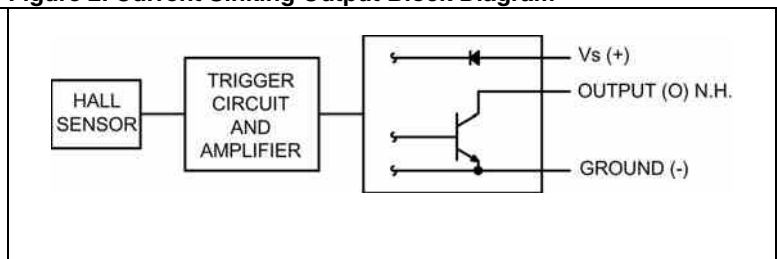 Figure 2. Current Sinking Output Block Diagram
HALL
SENSOR
TRIGGER
CIRCUIT
AND
AMPLIFIER
Vs (+)
OUTPUT (O) N.H.
GROUND (-)